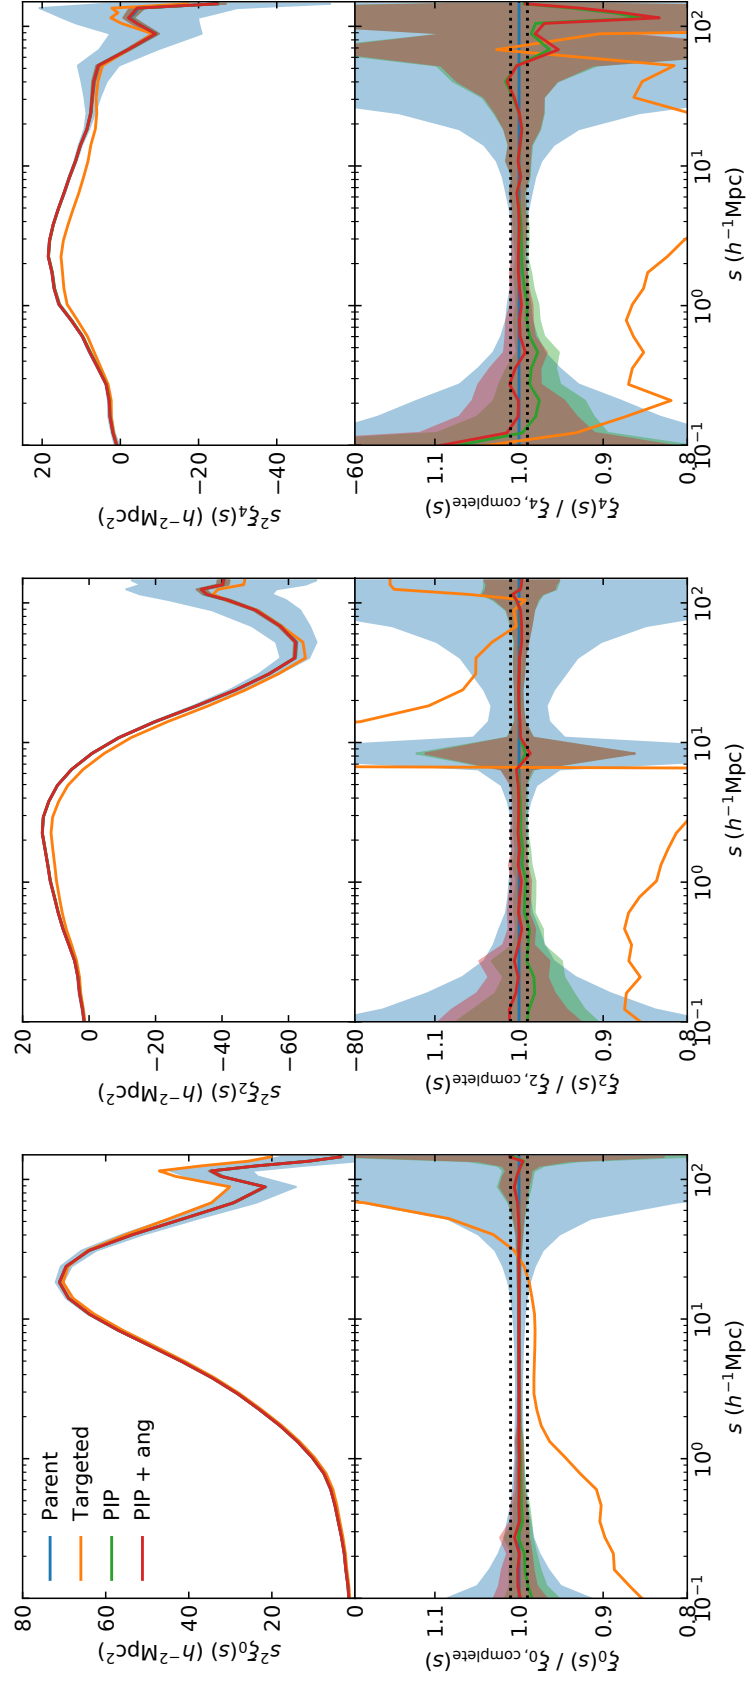 s²ξ₀(s) (h⁻²Mpc²)
80
60
40
20
0
Parent
Targeted
PIP
PIP + ang
ξ₀(s) / ξ₀,complete(s)
1.1
1.0
0.9
0.8
10⁻¹ 10⁰ 10¹ 10²
s (h⁻¹Mpc)
s²ξ₂(s) (h⁻²Mpc²)
20
0
−20
−40
−60
−80
ξ₂(s) / ξ₂,complete(s)
1.1
1.0
0.9
0.8
10⁻¹ 10⁰ 10¹ 10²
s (h⁻¹Mpc)
s²ξ₄(s) (h⁻²Mpc²)
20
0
−20
−40
−60
ξ₄(s) / ξ₄,complete(s)
1.1
1.0
0.9
0.8
10⁻¹ 10⁰ 10¹ 10²
s (h⁻¹Mpc)